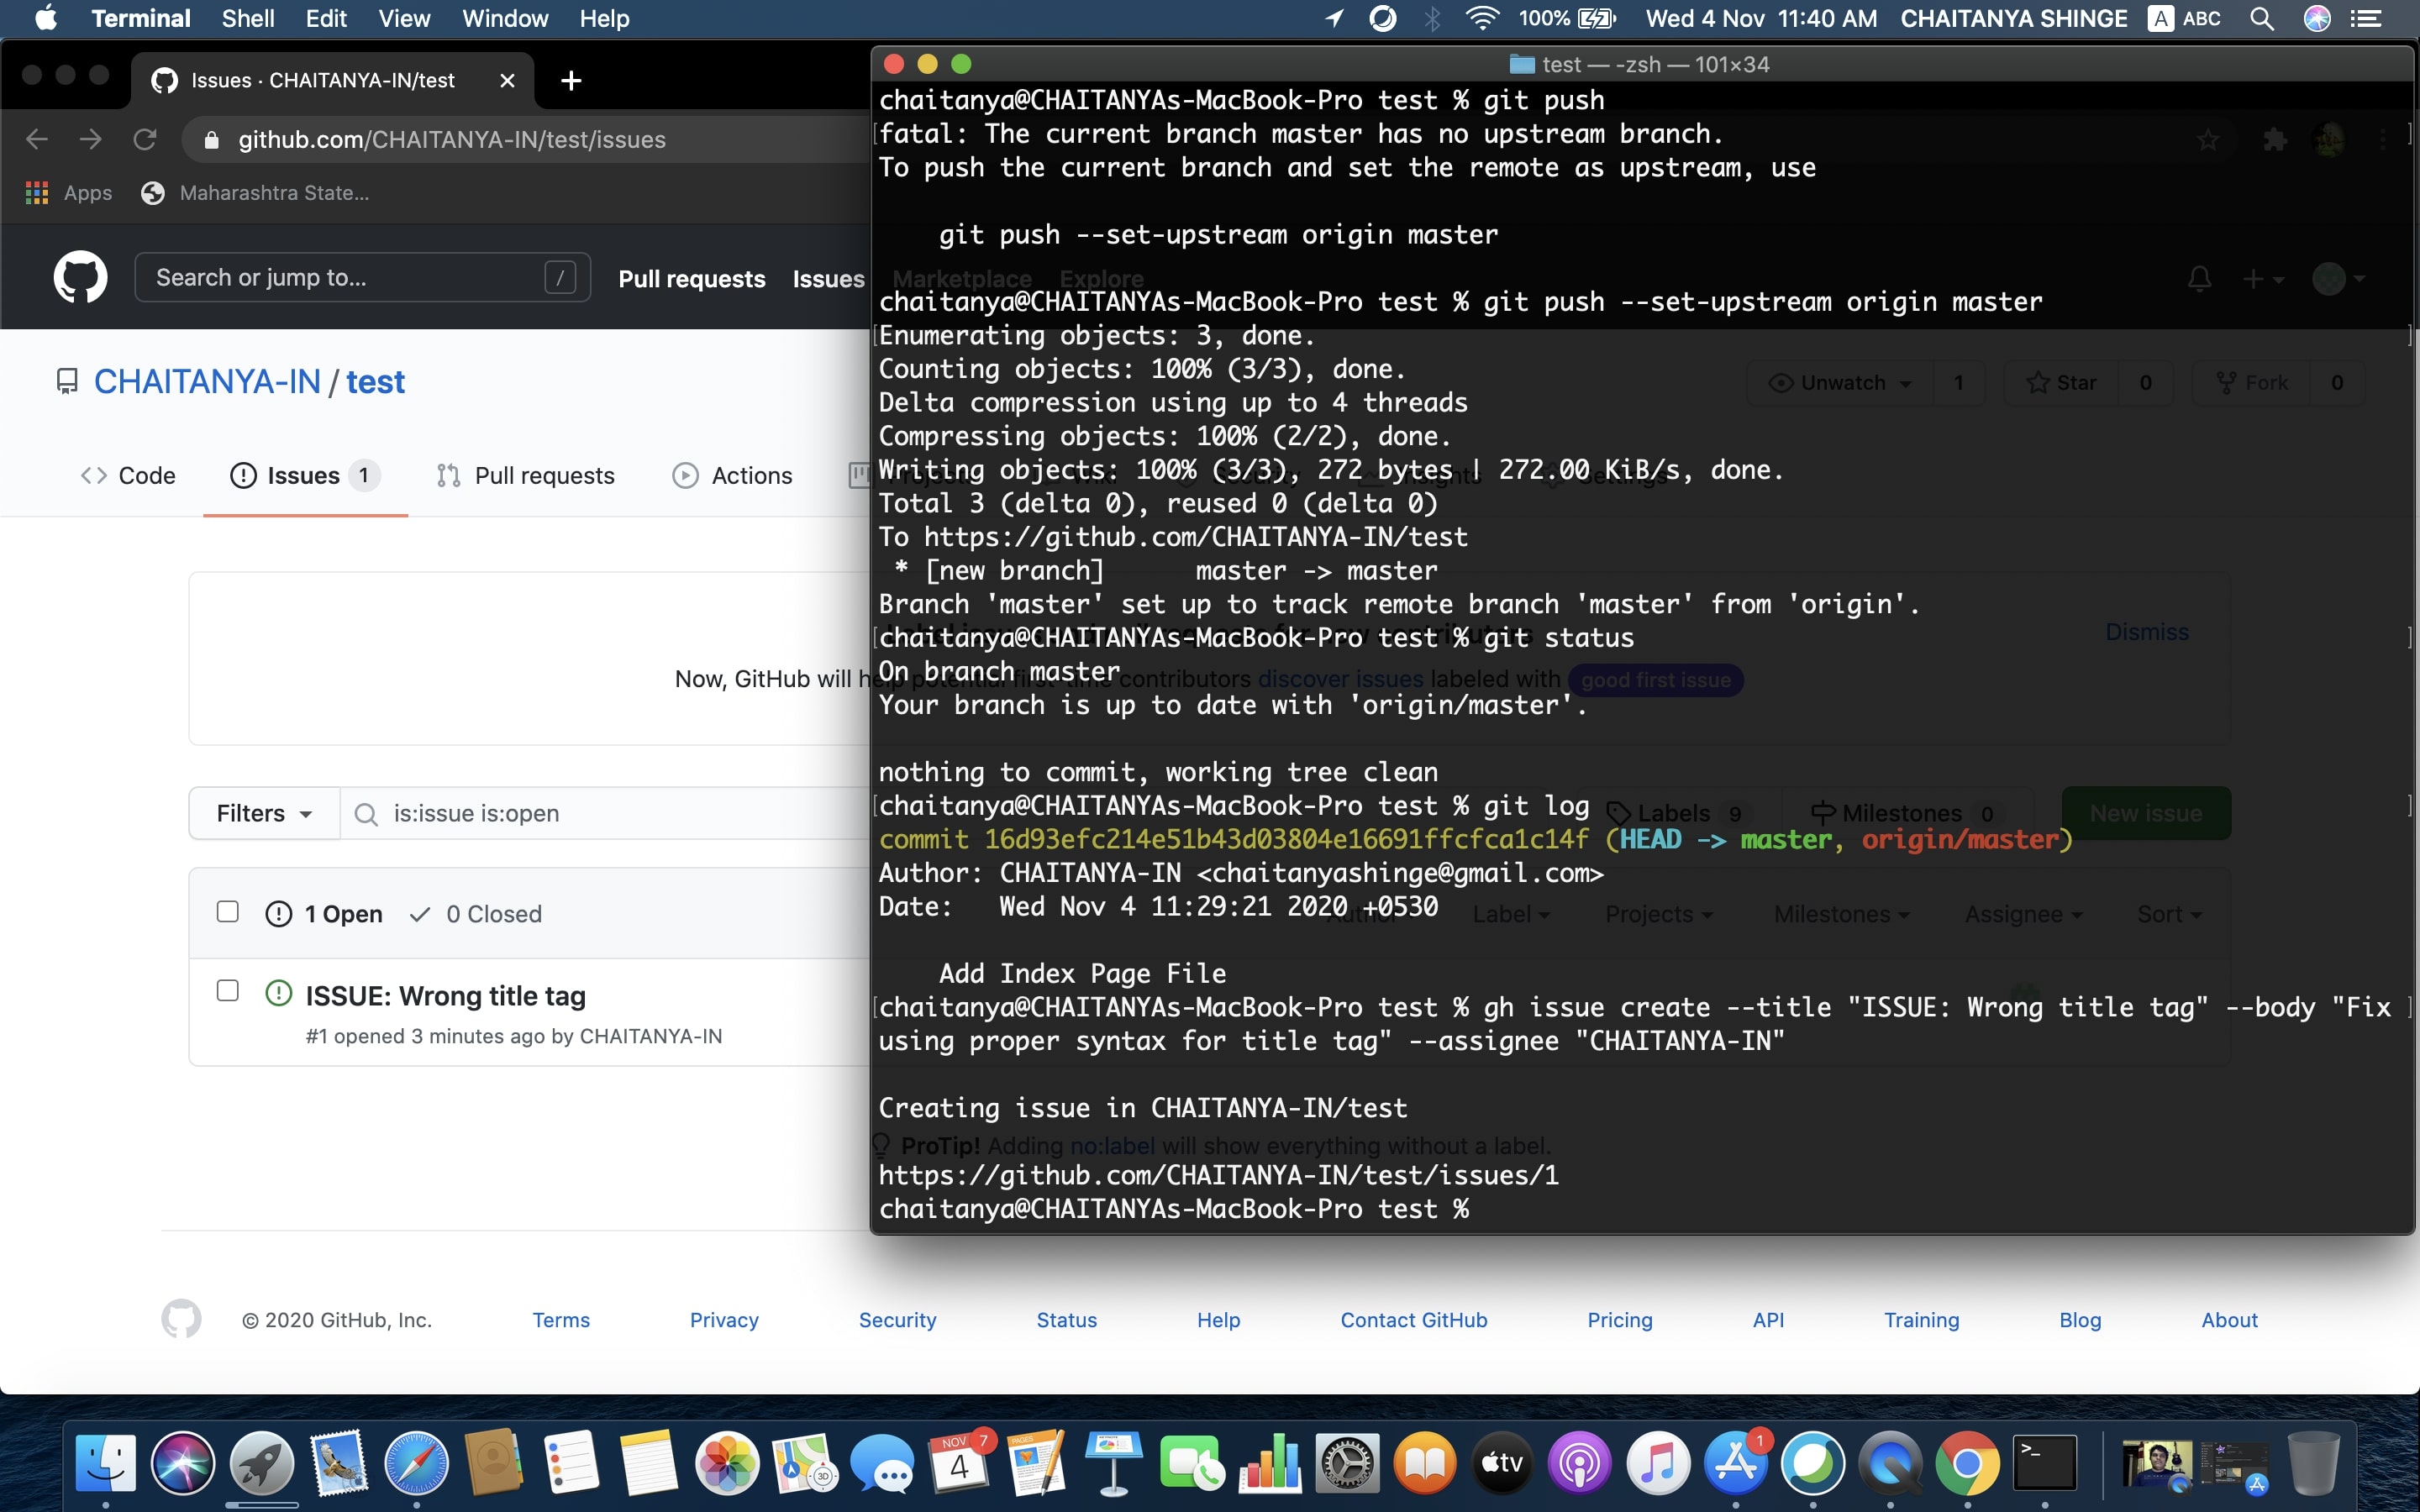 Terminal Shell Edit View Window Help 100% Wed 4 Nov 11:40 AM CHAITANYA SHINGE A ABC
Issues · CHAITANYA-IN/test
github.com/CHAITANYA-IN/test/issues
Apps Maharashtra State...
Search or jump to... / Pull requests Issues Marketplace Explore
CHAITANYA-IN / test
Unwatch 1 Star 0 Fork 0
Code Issues 1 Pull requests Actions
Dismiss
Now, GitHub will help potential first-time contributors discover issues labeled with good first issue
Filters is:issue is:open Labels 9 Milestones 0 New issue
1 Open 0 Closed Author Label Projects Milestones Assignee Sort
ISSUE: Wrong title tag
#1 opened 3 minutes ago by CHAITANYA-IN
ProTip! Adding no:label will show everything without a label.
© 2020 GitHub, Inc. Terms Privacy Security Status Help Contact GitHub Pricing API Training Blog About
test — -zsh — 101×34
chaitanya@CHAITANYAs-MacBook-Pro test % git push
fatal: The current branch master has no upstream branch.
To push the current branch and set the remote as upstream, use
git push --set-upstream origin master
chaitanya@CHAITANYAs-MacBook-Pro test % git push --set-upstream origin master
Enumerating objects: 3, done.
Counting objects: 100% (3/3), done.
Delta compression using up to 4 threads
Compressing objects: 100% (2/2), done.
Writing objects: 100% (3/3), 272 bytes | 272.00 KiB/s, done.
Total 3 (delta 0), reused 0 (delta 0)
To https://github.com/CHAITANYA-IN/test
* [new branch] master -> master
Branch 'master' set up to track remote branch 'master' from 'origin'.
chaitanya@CHAITANYAs-MacBook-Pro test % git status
On branch master
Your branch is up to date with 'origin/master'.
nothing to commit, working tree clean
chaitanya@CHAITANYAs-MacBook-Pro test % git log
commit 16d93efc214e51b43d03804e16691ffcfca1c14f (HEAD -> master, origin/master)
Author: CHAITANYA-IN <chaitanyashinge@gmail.com>
Date: Wed Nov 4 11:29:21 2020 +0530
Add Index Page File
chaitanya@CHAITANYAs-MacBook-Pro test % gh issue create --title "ISSUE: Wrong title tag" --body "Fix
using proper syntax for title tag" --assignee "CHAITANYA-IN"
Creating issue in CHAITANYA-IN/test
https://github.com/CHAITANYA-IN/test/issues/1
chaitanya@CHAITANYAs-MacBook-Pro test %
NOV 4 7
PAGES
3D
tv
1
>_